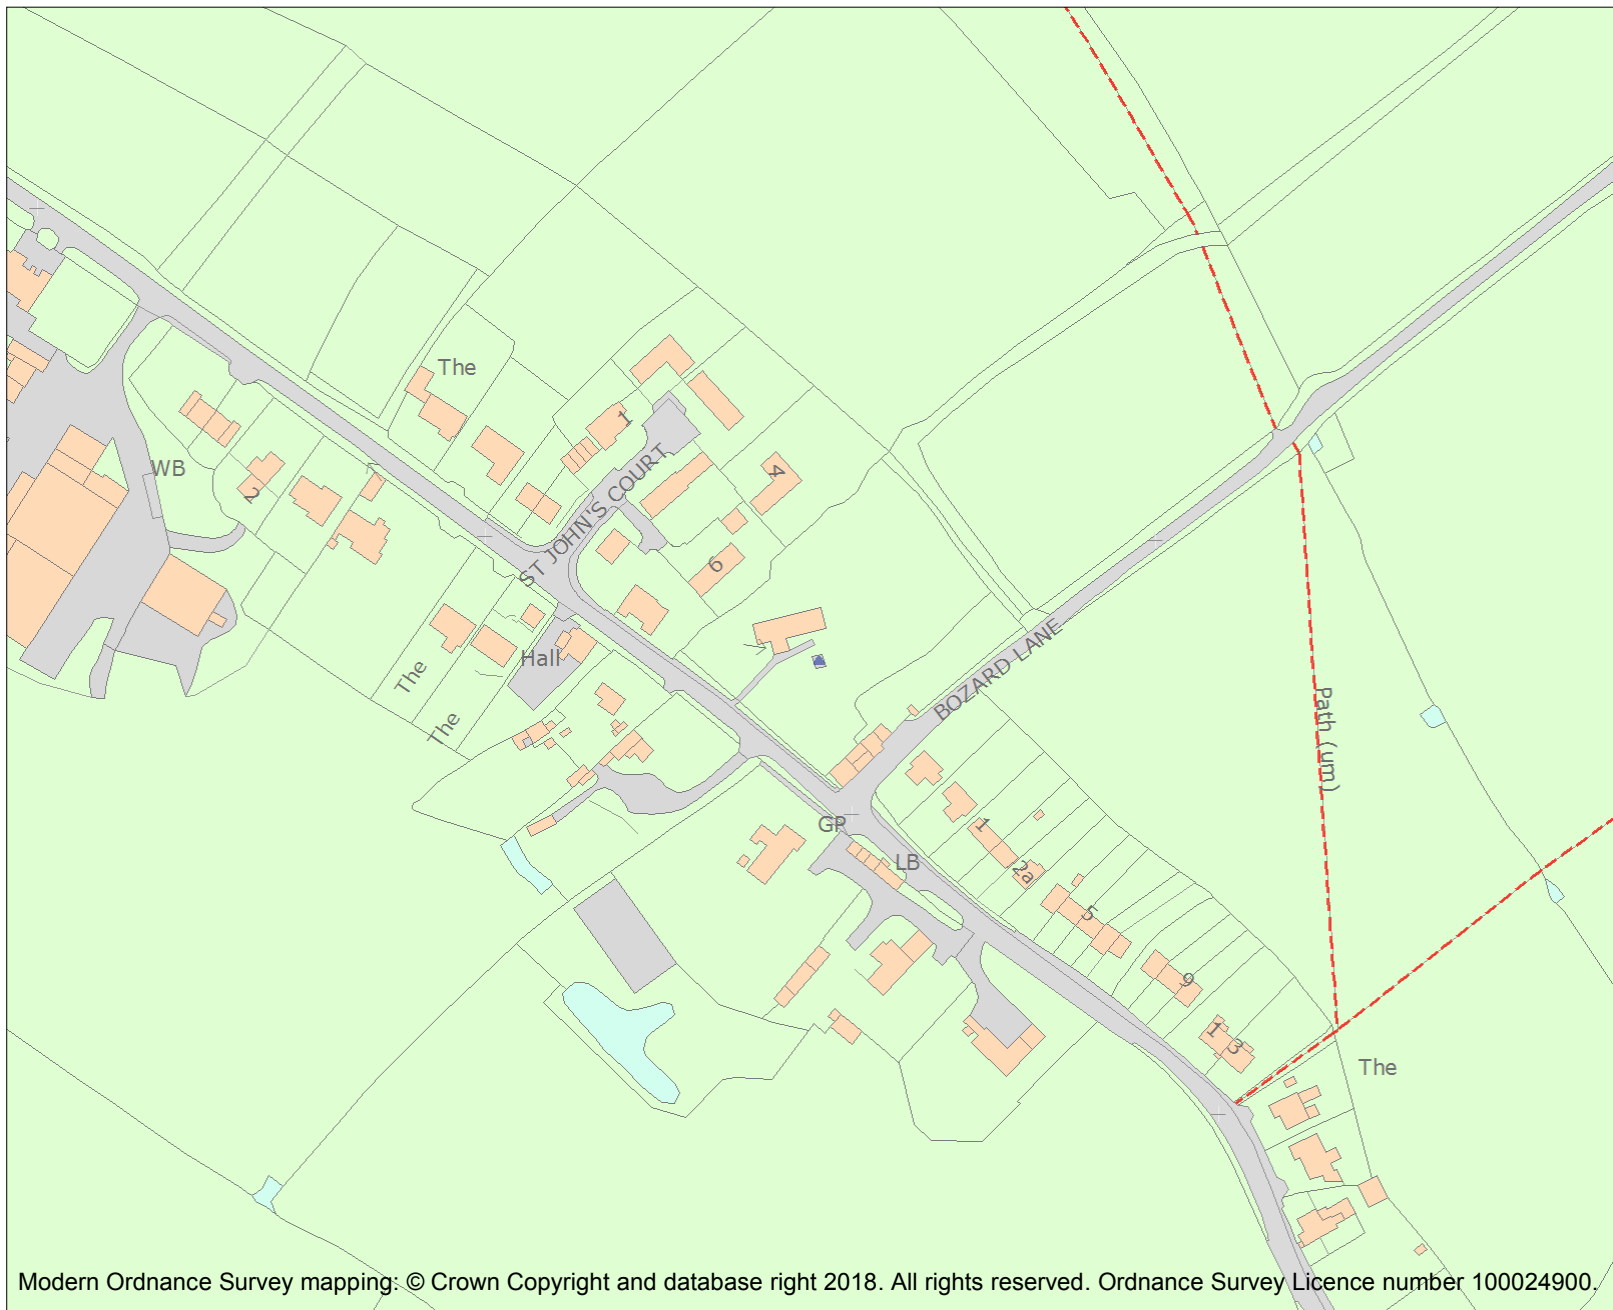 The
1
ST JOHN'S COURT
4
WB
2
6
Hall
The
The
BOZARD LANE
Path (um)
GP
LB
1
2a
5
9
1
3
The
Modern Ordnance Survey mapping: © Crown Copyright and database right 2018. All rights reserved. Ordnance Survey Licence number 100024900.